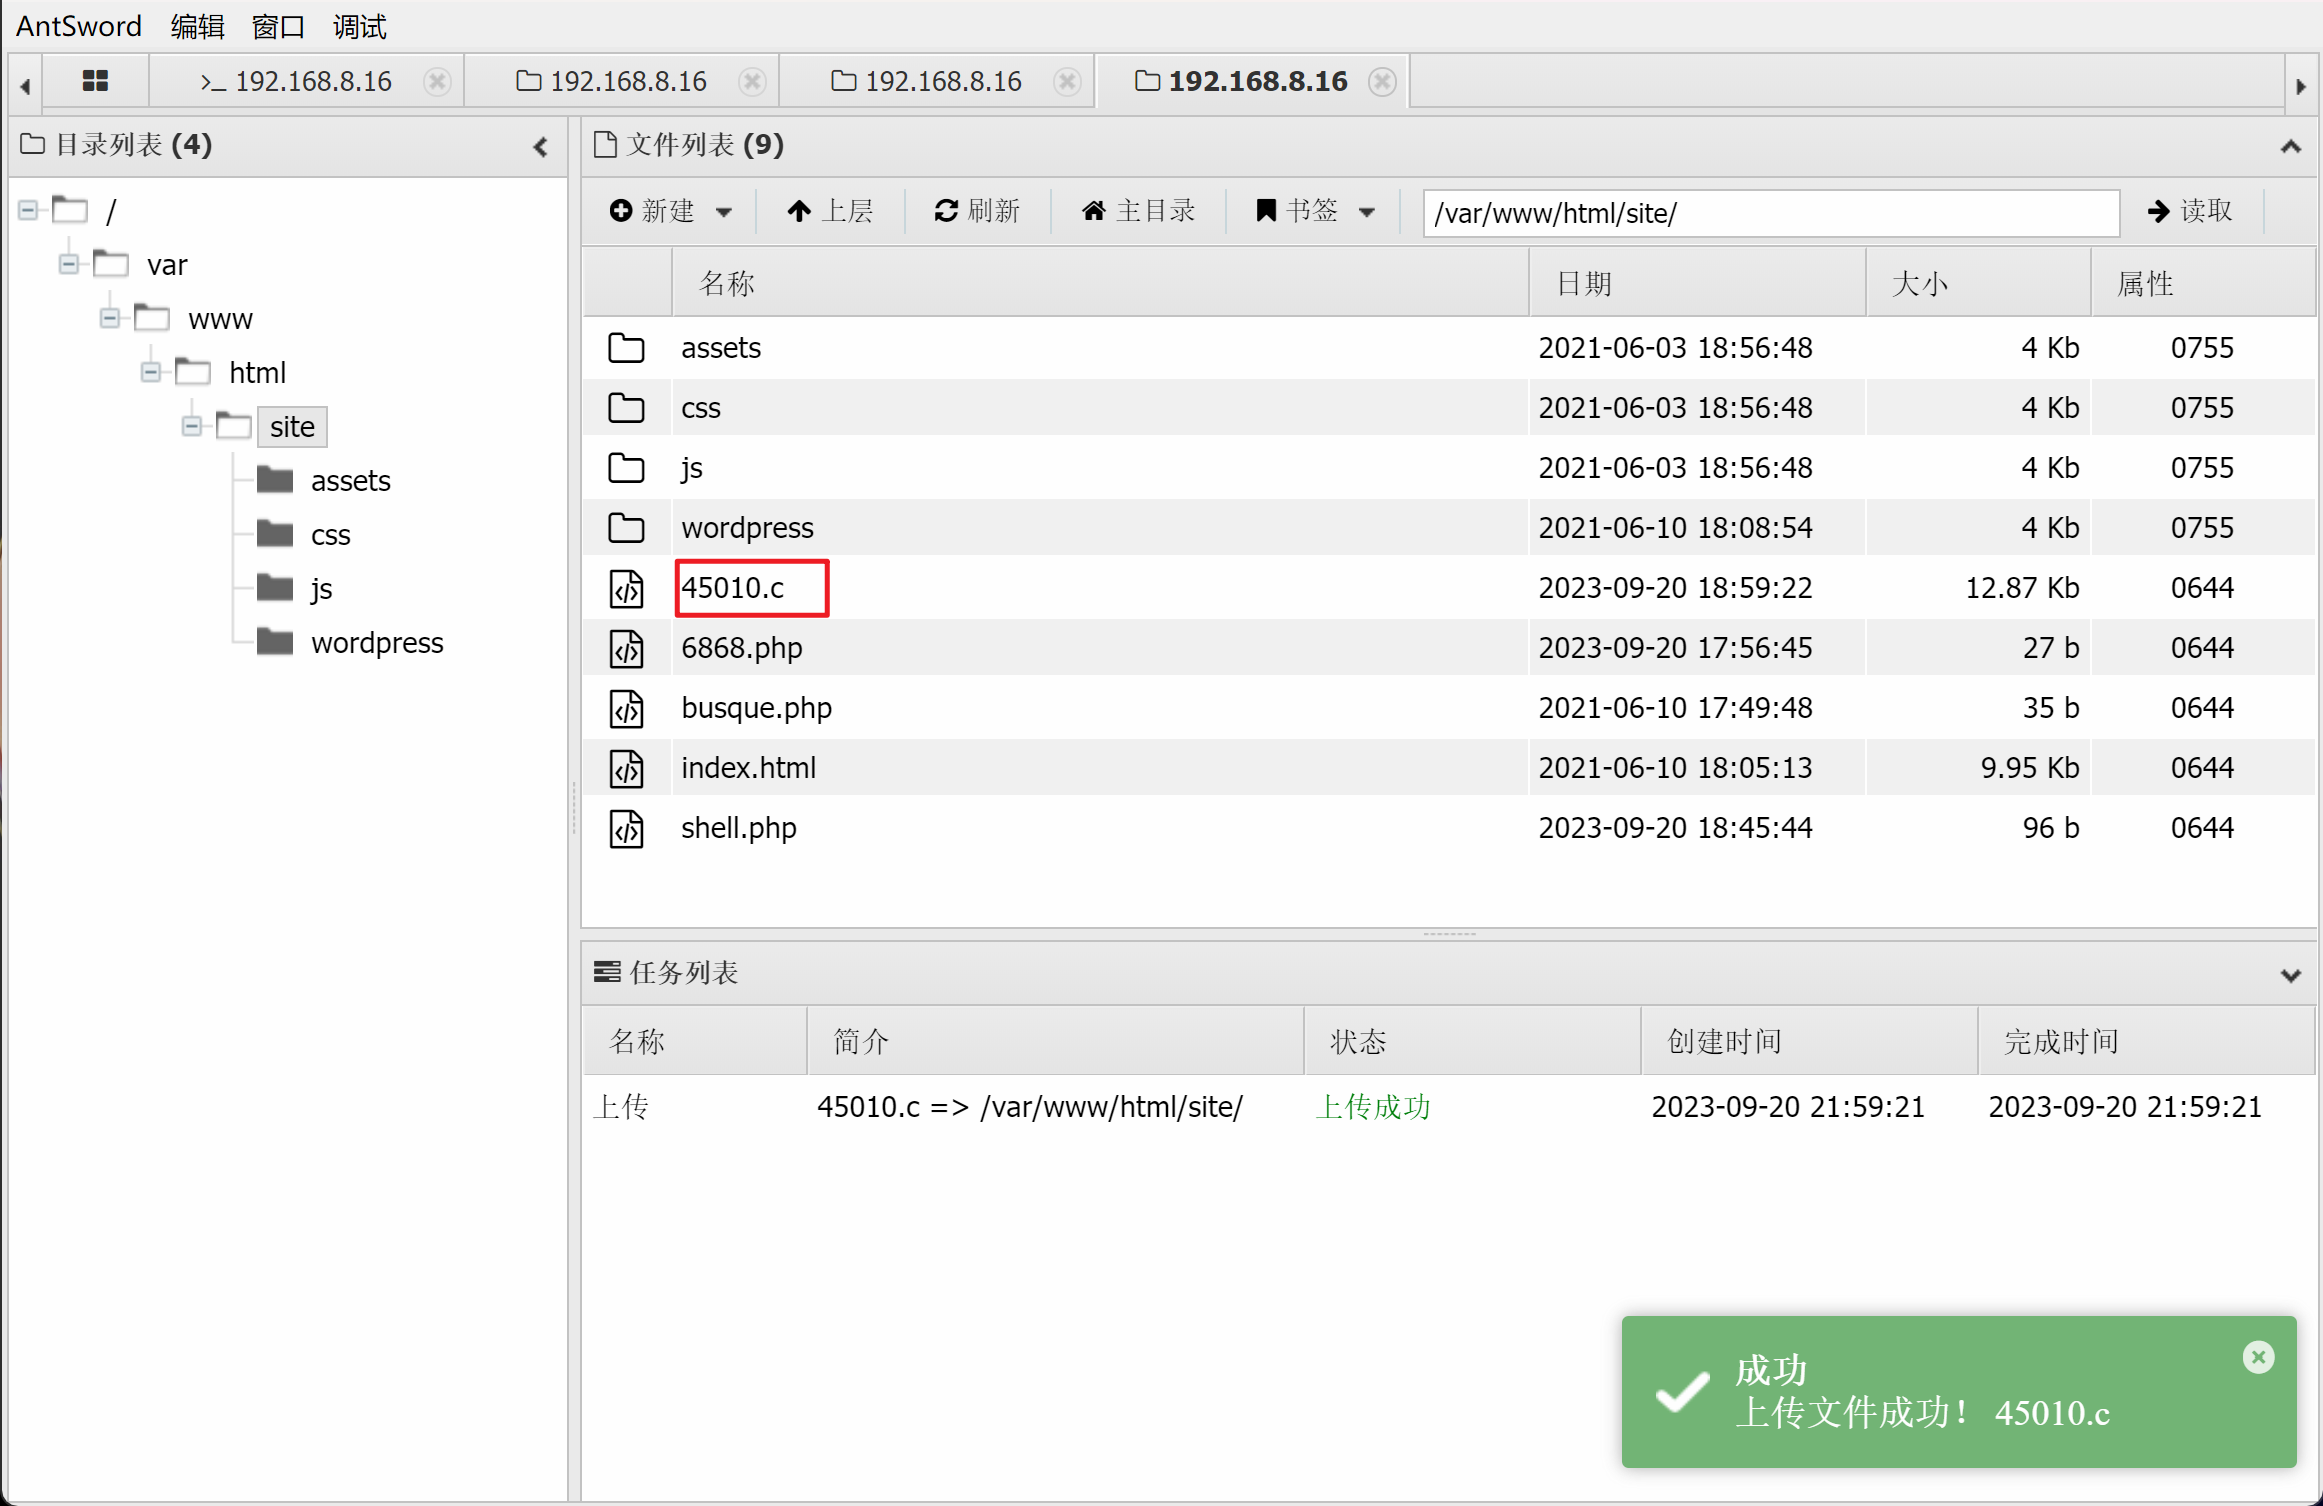 AntSword 编辑 窗口 调试
>_ 192.168.8.16 192.168.8.16 192.168.8.16 192.168.8.16
目录列表 (4)
/
var
www
html
site
assets
css
js
wordpress
文件列表 (9)
新建 上层 刷新 主目录 书签 /var/www/html/site/ 读取
名称 日期 大小 属性
assets 2021-06-03 18:56:48 4 Kb 0755
css 2021-06-03 18:56:48 4 Kb 0755
js 2021-06-03 18:56:48 4 Kb 0755
wordpress 2021-06-10 18:08:54 4 Kb 0755
45010.c 2023-09-20 18:59:22 12.87 Kb 0644
6868.php 2023-09-20 17:56:45 27 b 0644
busque.php 2021-06-10 17:49:48 35 b 0644
index.html 2021-06-10 18:05:13 9.95 Kb 0644
shell.php 2023-09-20 18:45:44 96 b 0644
任务列表
名称 简介 状态 创建时间 完成时间
上传 45010.c => /var/www/html/site/ 上传成功 2023-09-20 21:59:21 2023-09-20 21:59:21
成功
上传文件成功! 45010.c